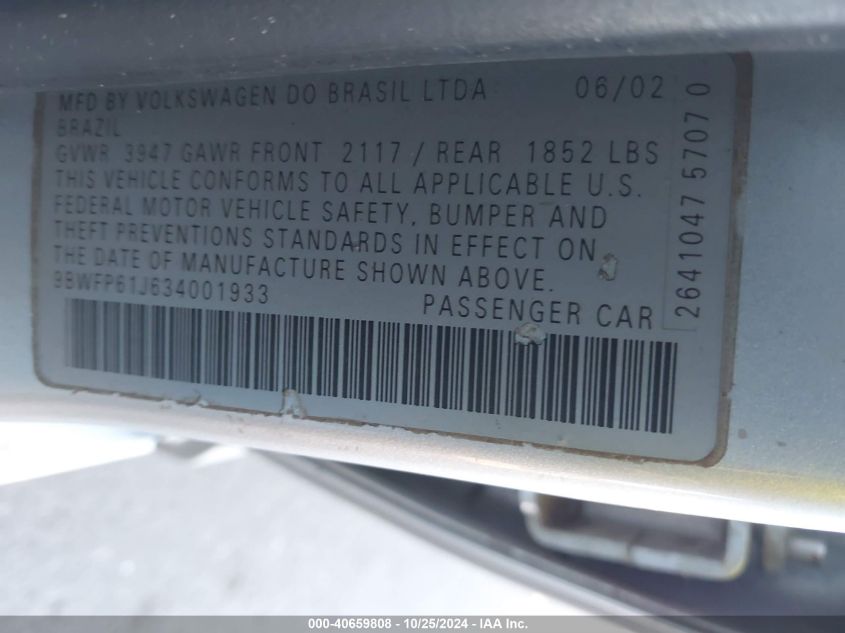 MFD BY VOLKSWAGEN DO BRASIL LTDA 06/02
BRAZIL
GVWR 3947 GAWR FRONT 2117 / REAR 1852 LBS
THIS VEHICLE CONFORMS TO ALL APPLICABLE U.S.
FEDERAL MOTOR VEHICLE SAFETY, BUMPER AND
THEFT PREVENTIONS STANDARDS IN EFFECT ON
THE DATE OF MANUFACTURE SHOWN ABOVE.
9BWFP61J634001933 PASSENGER CAR
2641047 5707 0
000-40659808 - 10/25/2024 - IAA Inc.